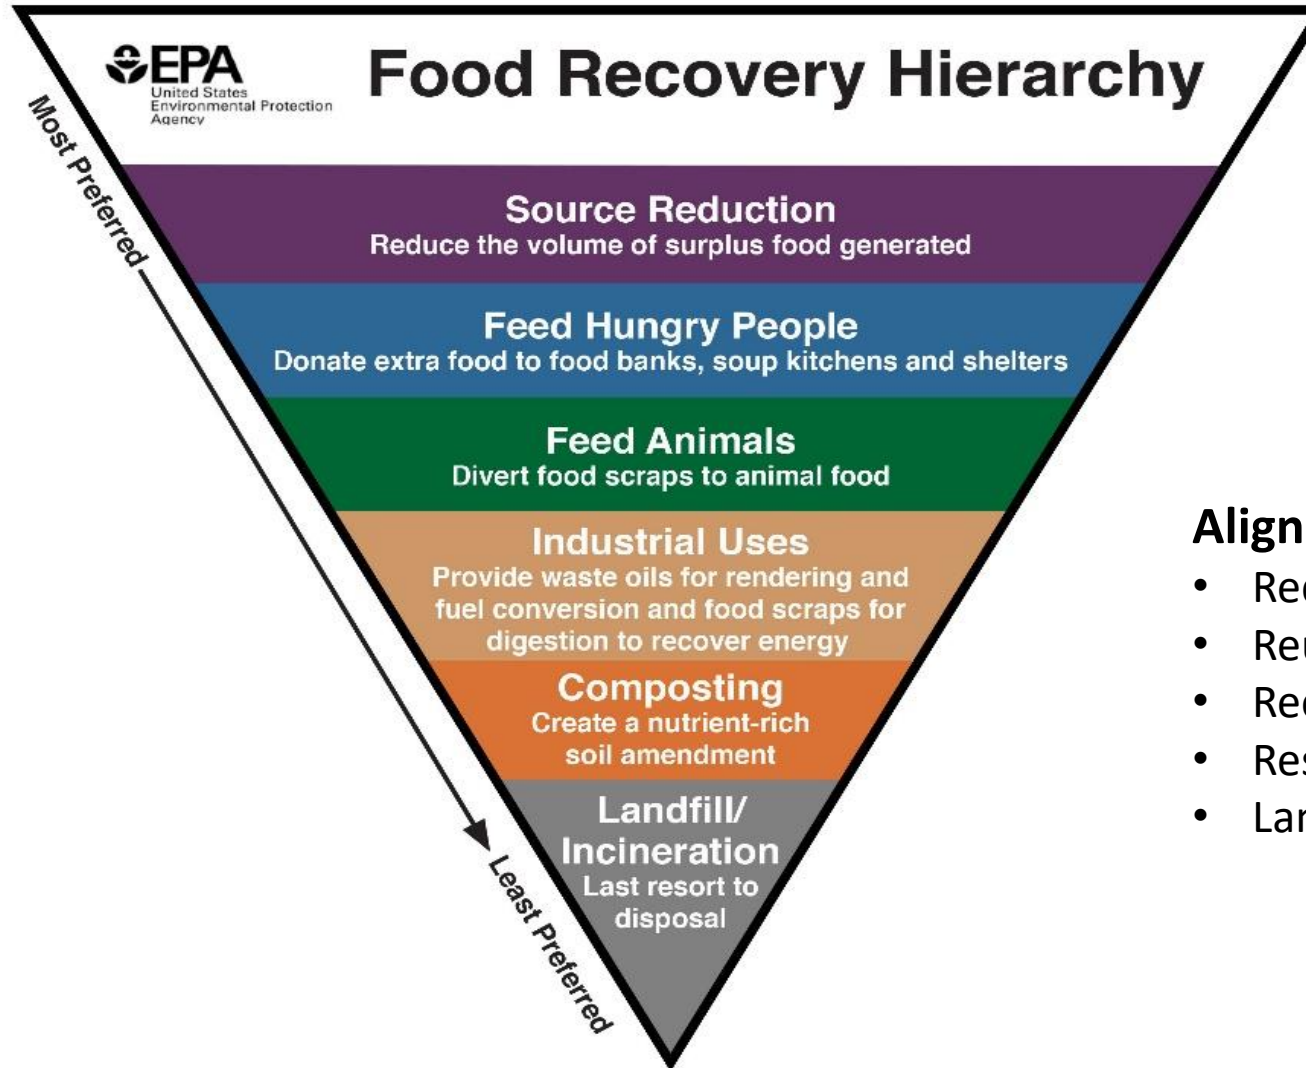 EPA
United States
Environmental Protection
Agency
Food Recovery Hierarchy
Most Preferred
Source Reduction
Reduce the volume of surplus food generated
Feed Hungry People
Donate extra food to food banks, soup kitchens and shelters
Feed Animals
Divert food scraps to animal food
Industrial Uses
Provide waste oils for rendering and
fuel conversion and food scraps for
digestion to recover energy
Composting
Create a nutrient-rich
soil amendment
Landfill/
Incineration
Last resort to
disposal
Least Preferred
Align